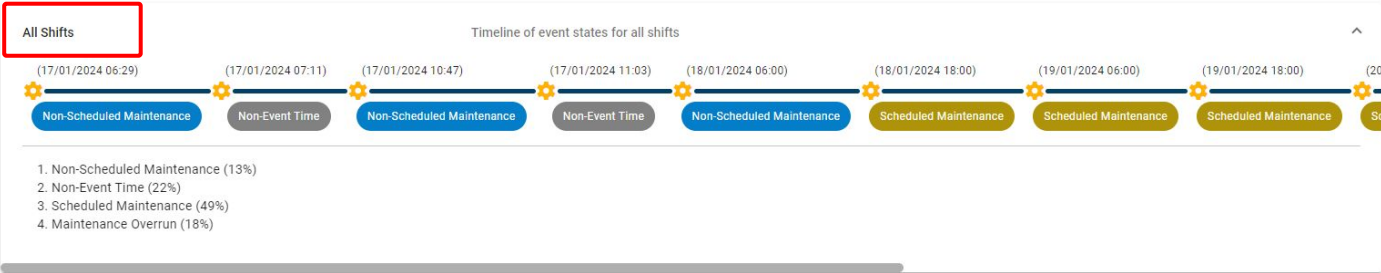 All Shifts
Timeline of event states for all shifts
(17/01/2024 06:29) (17/01/2024 07:11) (17/01/2024 10:47) (17/01/2024 11:03) (18/01/2024 06:00) (18/01/2024 18:00) (19/01/2024 06:00) (19/01/2024 18:00) (20
Non-Scheduled Maintenance Non-Event Time Non-Scheduled Maintenance Non-Event Time Non-Scheduled Maintenance Scheduled Maintenance Scheduled Maintenance Scheduled Maintenance Sc
1. Non-Scheduled Maintenance (13%)
2. Non-Event Time (22%)
3. Scheduled Maintenance (49%)
4. Maintenance Overrun (18%)